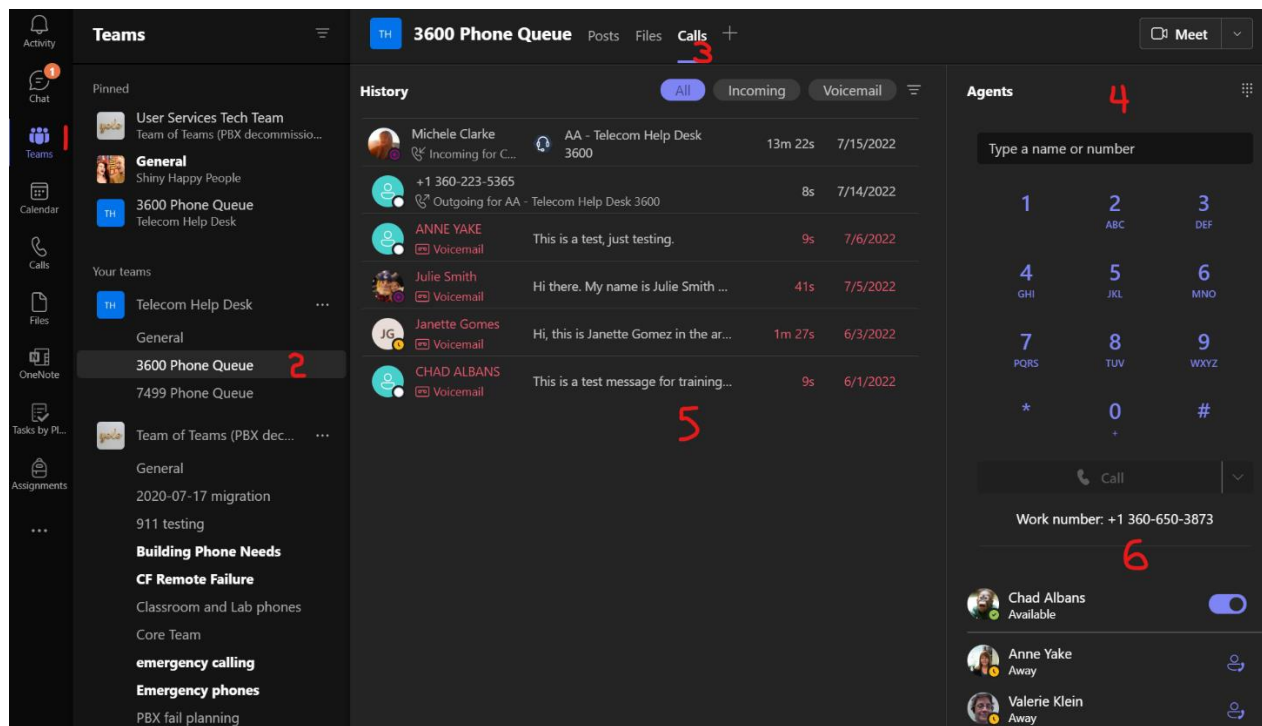 Activity
1
Chat
Teams
1
Calendar
Calls
Files
OneNote
Tasks by Pl...
Assignments
...
Teams
Pinned
User Services Tech Team
Team of Teams (PBX decommissio...
General
Shiny Happy People
TH
3600 Phone Queue
Telecom Help Desk
Your teams
TH
Telecom Help Desk
...
General
3600 Phone Queue
2
7499 Phone Queue
Team of Teams (PBX dec...
...
General
2020-07-17 migration
911 testing
Building Phone Needs
CF Remote Failure
Classroom and Lab phones
Core Team
emergency calling
Emergency phones
PBX fail planning
TH
3600 Phone Queue Posts Files Calls +
3
Meet
History
All Incoming Voicemail
Michele Clarke
Incoming for C...
AA - Telecom Help Desk
3600
13m 22s 7/15/2022
+1 360-223-5365
Outgoing for AA - Telecom Help Desk 3600
8s 7/14/2022
ANNE YAKE
Voicemail
This is a test, just testing.
9s 7/6/2022
Julie Smith
Voicemail
Hi there. My name is Julie Smith ...
41s 7/5/2022
JG
Janette Gomes
Voicemail
Hi, this is Janette Gomez in the ar...
1m 27s 6/3/2022
CHAD ALBANS
Voicemail
This is a test message for training...
9s 6/1/2022
5
Agents
4
Type a name or number
1 2 3
ABC DEF
4 5 6
GHI JKL MNO
7 8 9
PQRS TUV WXYZ
* 0 #
+
Call
Work number: +1 360-650-3873
6
Chad Albans
Available
Anne Yake
Away
Valerie Klein
Away